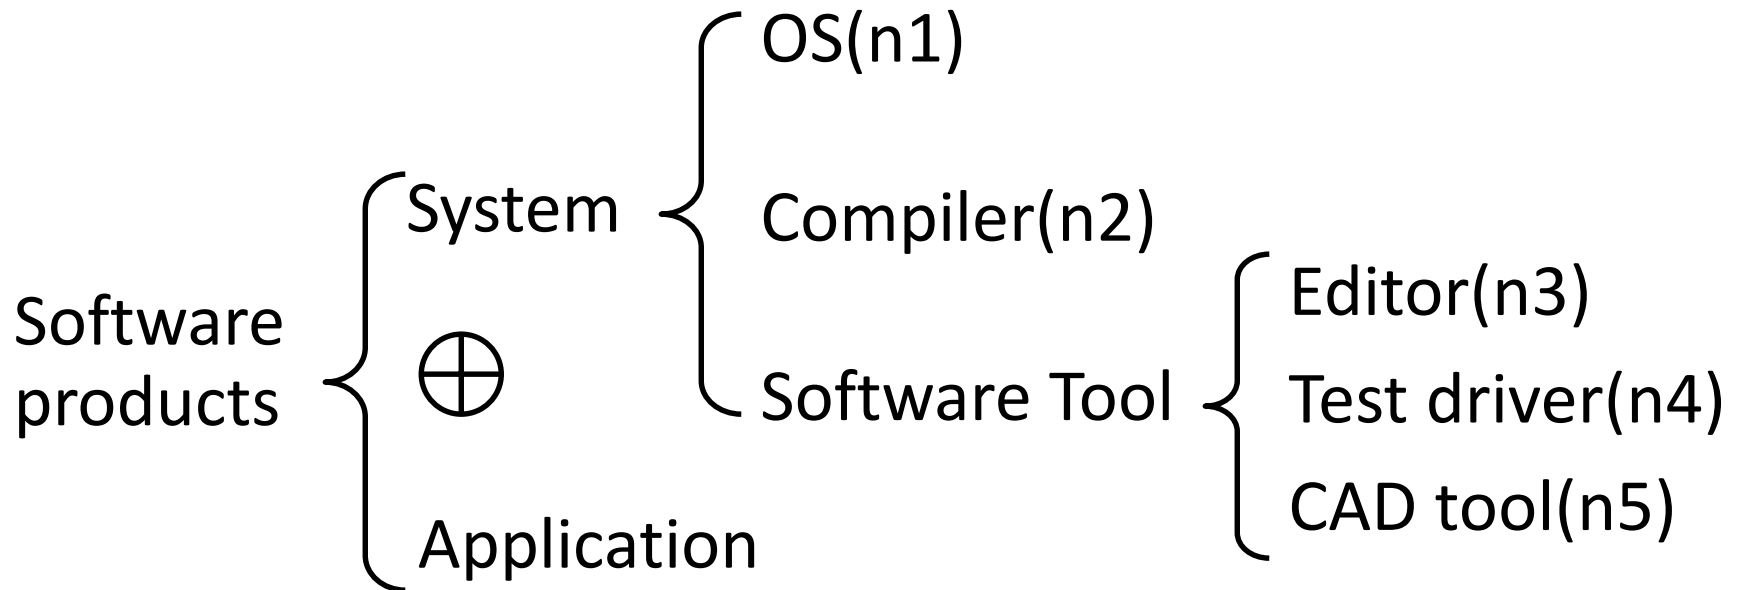 Software
products
System
Application
OS(n1)
Compiler(n2)
Software Tool
Editor(n3)
Test driver(n4)
CAD tool(n5)